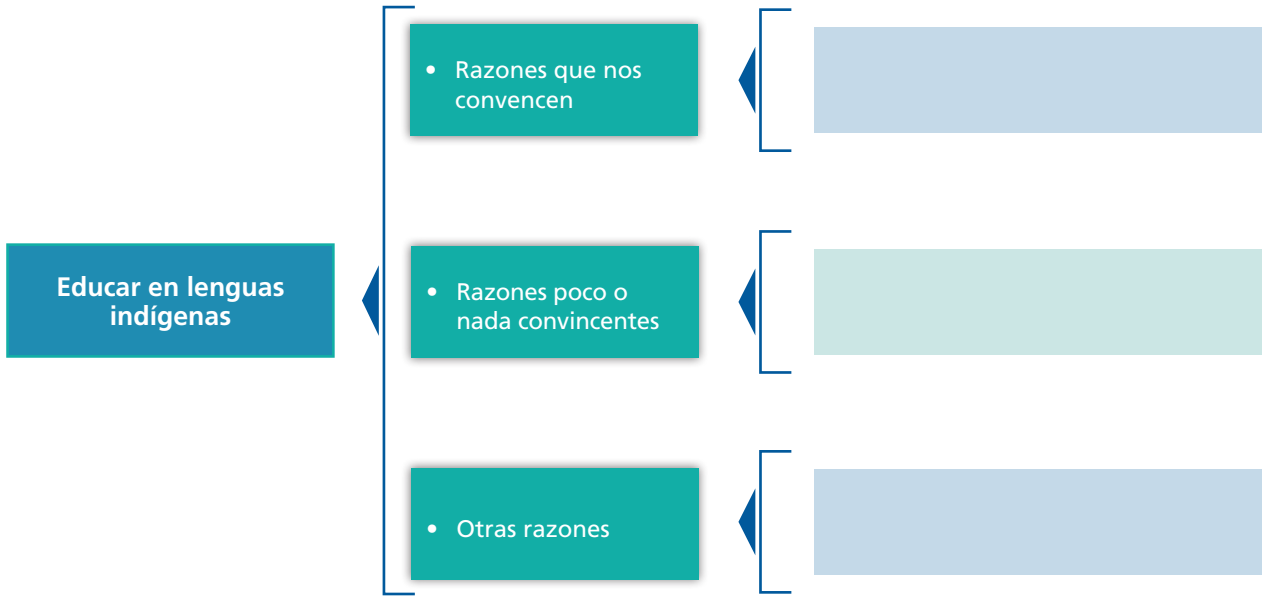 • Razones que nos
convencen
Educar en lenguas
indígenas
• Razones poco o
nada convincentes
• Otras razones